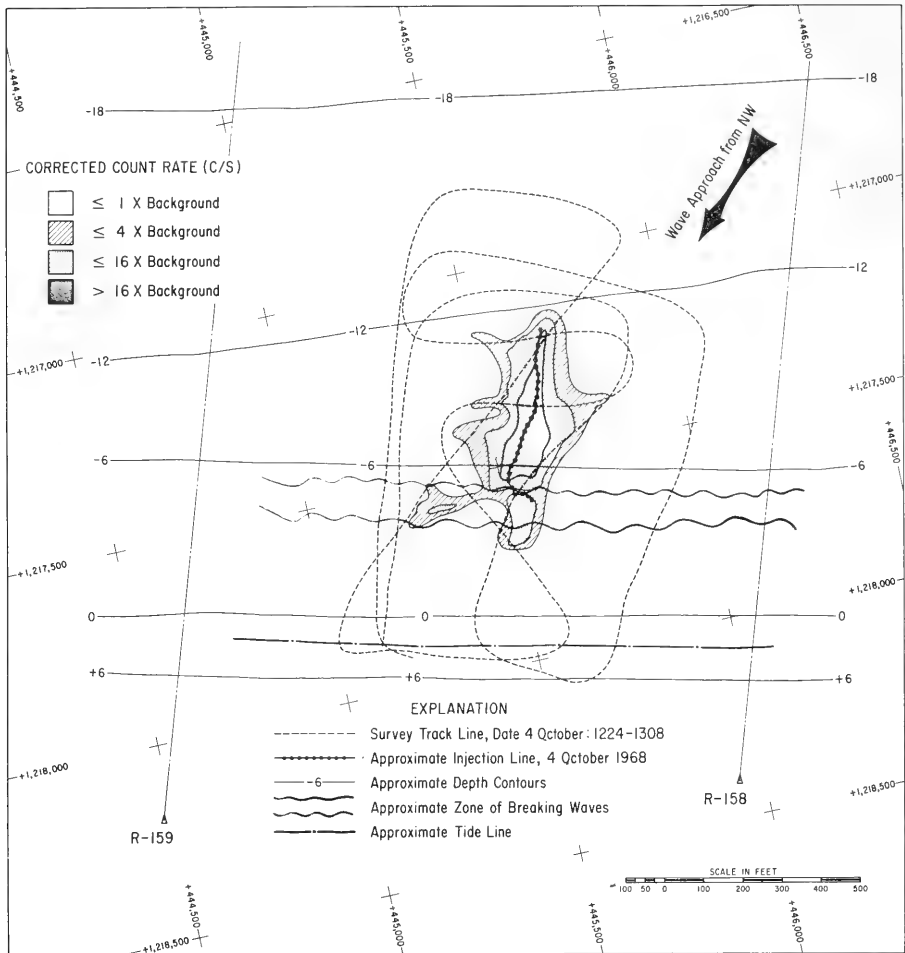 +444,500
+445,000
+445,500
+446,000
+1,216,500
+446,500
-18
-18
-18
CORRECTED COUNT RATE (C/S)
≤ 1 X Background
≤ 4 X Background
≤ 16 X Background
> 16 X Background
Wave Approach from NW
+1,217,000
-12
-12
-12
+1,217,000
+1,217,500
+446,500
-6
-6
-6
+1,217,500
+1,218,000
0
0
0
+6
+6
+6
EXPLANATION
Survey Track Line, Date 4 Qctober: 1224-1308
Approximate Injection Line, 4 Qctober 1968
-6 Approximate Depth Contours
Approximate Zone of Breaking Waves
Approximate Tide Line
+1,218,000
+1,218,500
R-159
R-158
SCALE IN FEET
100 50 0 100 200 300 400 500
+444,500
+445,000
+445,500
+446,000
+1,218,500